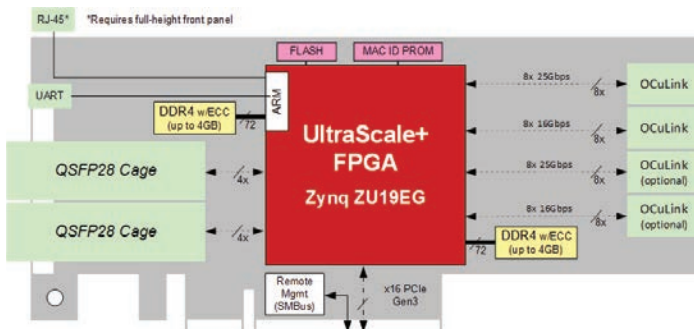 RJ-45* *Requires full-height front panel
FLASH
MAC ID PROM
UART
ARM
DDR4 w/ECC
(up to 4GB)
72
UltraScale+
FPGA
Zynq ZU19EG
QSFP28 Cage
4x
QSFP28 Cage
4x
8x 25Gbps
8x
OCuLink
8x 16Gbps
8x
OCuLink
8x 25Gbps
8x
OCuLink
(optional)
8x 16Gbps
8x
OCuLink
(optional)
72
DDR4 w/ECC
(up to 4GB)
Remote
Mgmt
(SMBus)
x16 PCIe
Gen3